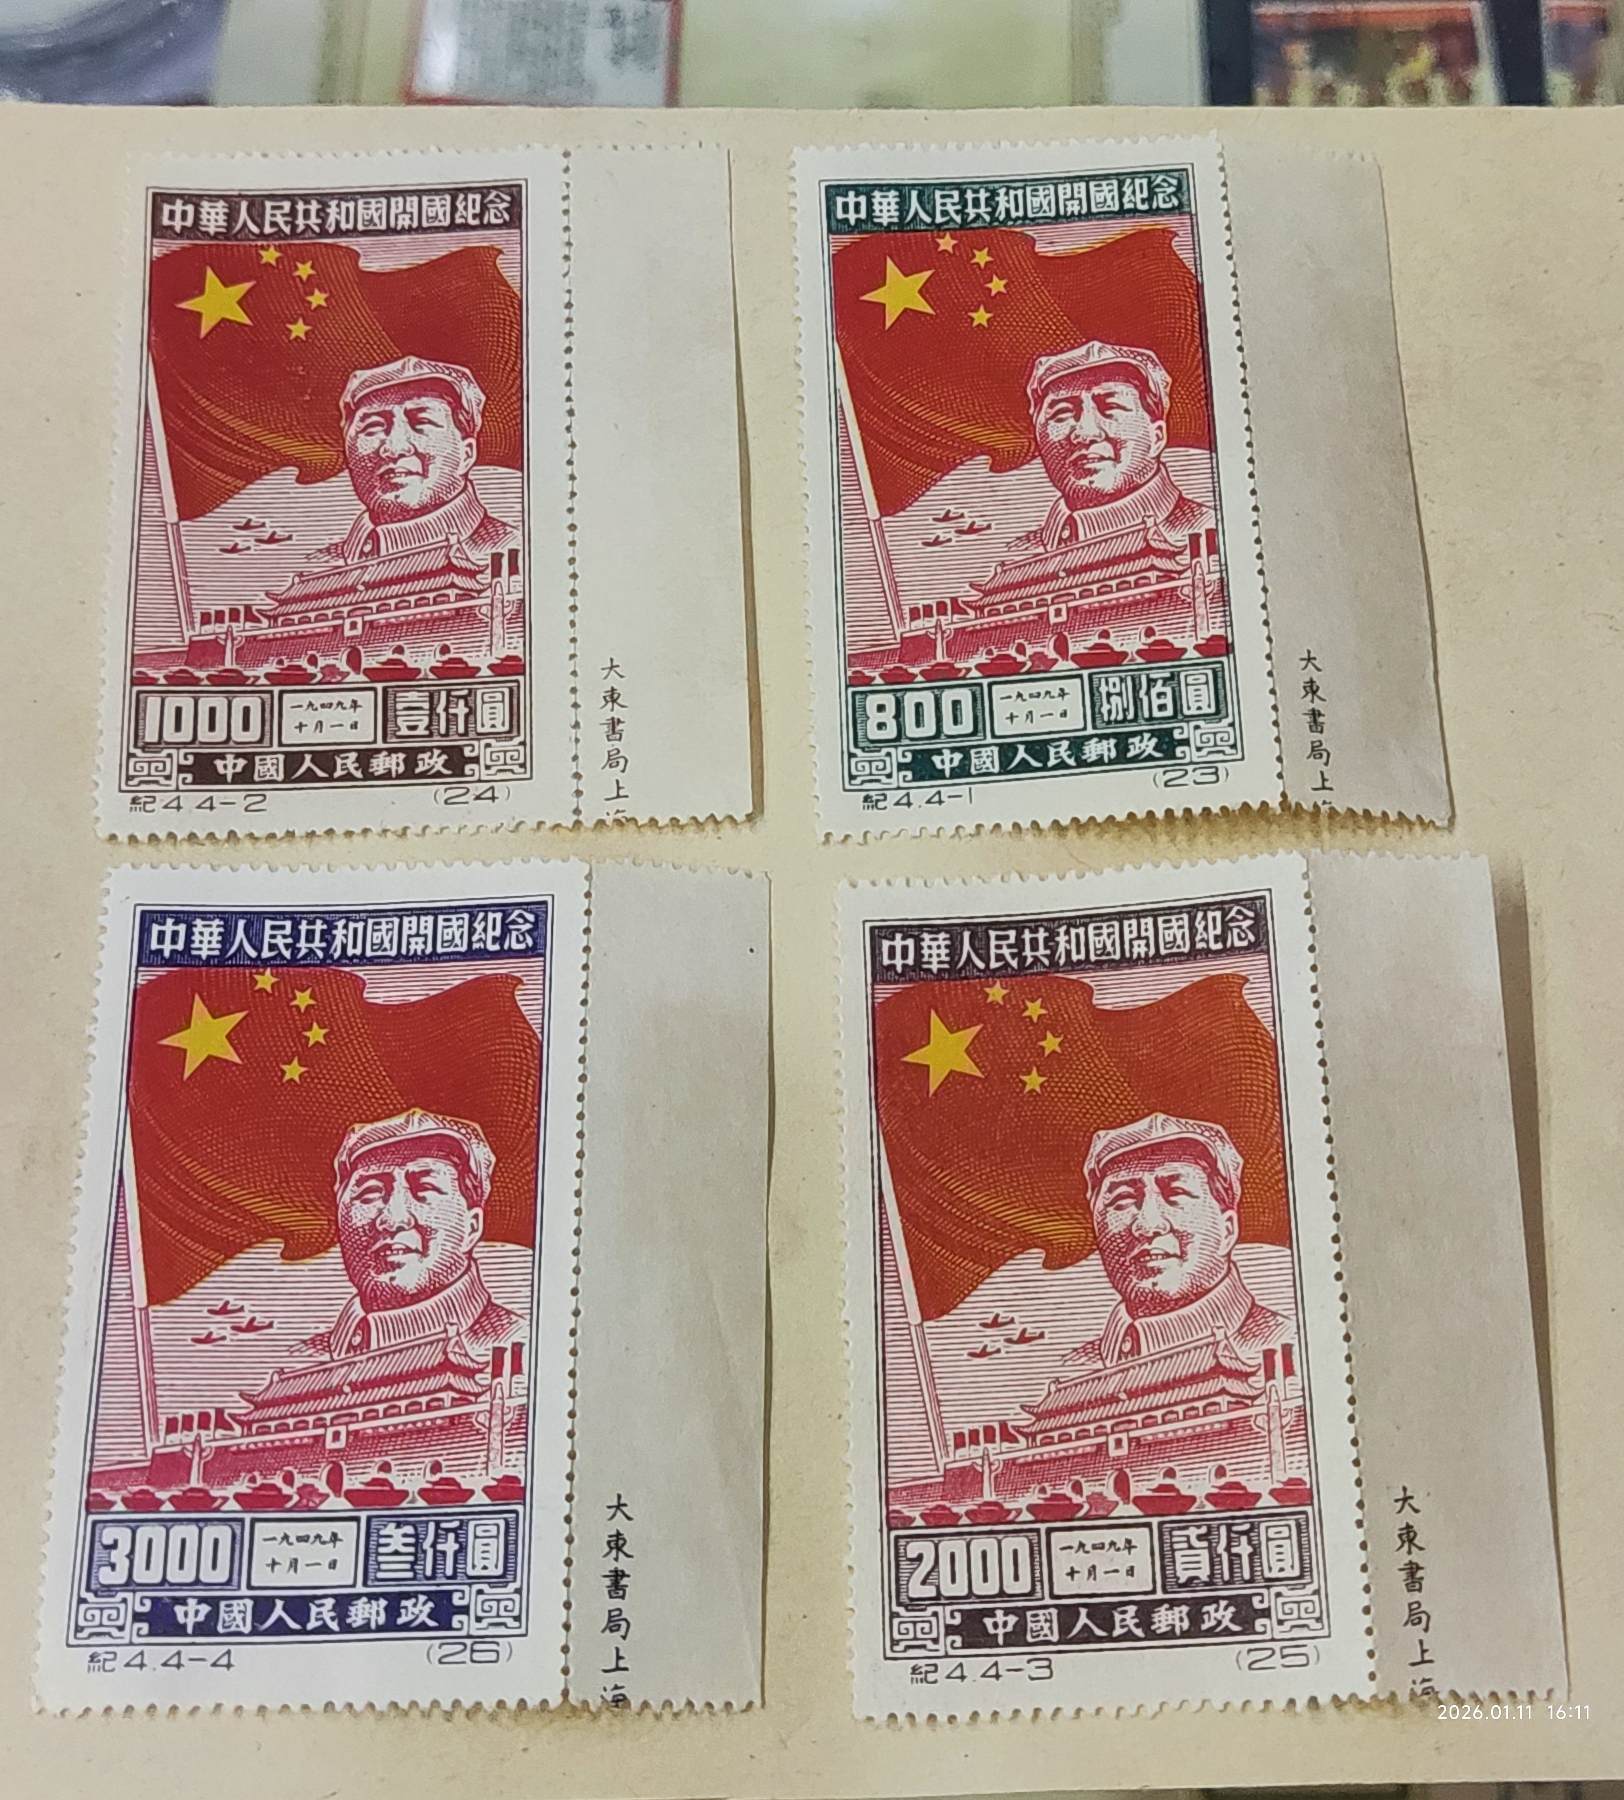 中華人民共和國開國紀念
1000
一九四九年
十月一日
壹仟圓
中國人民郵政
紀4.4-2
(24)
大東書局上海
中華人民共和國開國紀念
800
一九四九年
十月一日
捌佰圓
中國人民郵政
紀4.4-1
(23)
大東書局上
中華人民共和國開國紀念
3000
一九四九年
十月一日
叁仟圓
中國人民郵政
紀4.4-4
(26)
大東書局上海
中華人民共和國開國紀念
2000
一九四九年
十月一日
貳仟圓
中國人民郵政
紀4.4-3
(25)
大東書局上海
2026.01.11 16:11